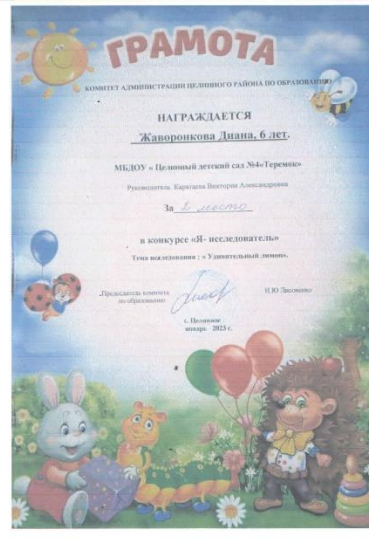 ГРАМОТА
КОМИТЕТ АДМИНИСТРАЦИИ ЦЕЛИННОГО РАЙОНА ПО ОБРАЗОВАНИЮ
НАГРАЖДАЕТСЯ
Жаворонкова Диана, 6 лет.
МБДОУ « Целинный детский сад №4«Теремок»
Руководитель Виктория Александровна
За 2 место
в конкурсе «Я- исследователь»
Тема исследования : « Удивительный лимон».
Председатель комитета
по образованию
И.Ю
с. Целинное
январь 2023 г.